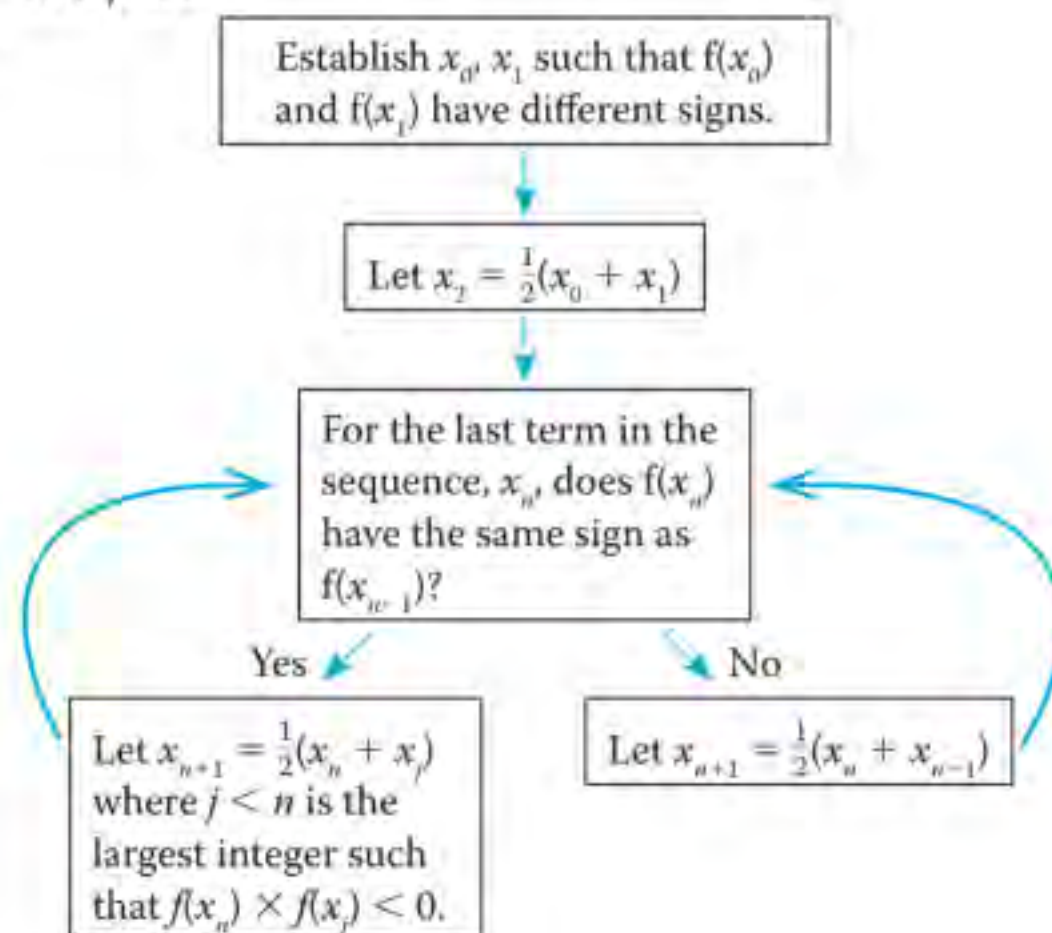 Establish x₀, x₁ such that f(x₀)
and f(x₁) have different signs.
Let x₂ = ½(x₀ + x₁)
For the last term in the
sequence, xₙ, does f(xₙ)
have the same sign as
f(xₙ₋₁)?
Yes
No
Let xₙ₊₁ = ½(xₙ + xⱼ)
where j < n is the
largest integer such
that f(xₙ) × f(xⱼ) < 0.
Let xₙ₊₁ = ½(xₙ + xₙ₋₁)